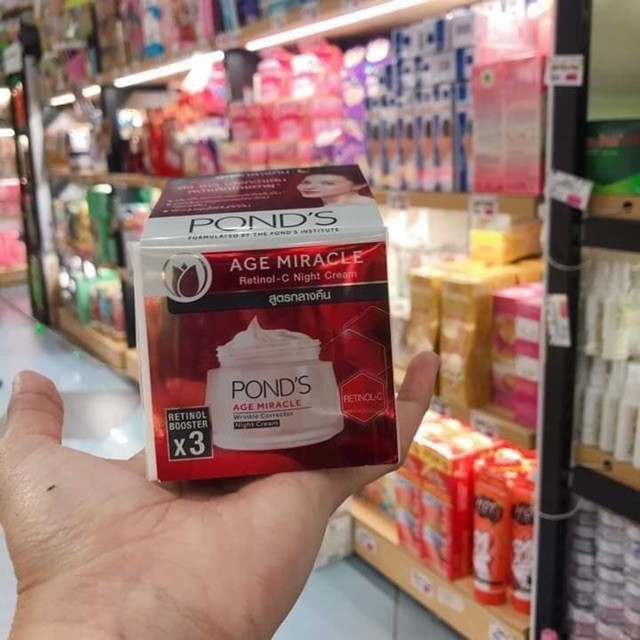 POND'S
FORMULATED BY THE POND'S INSTITUTE
AGE MIRACLE
Retinol-C Night Cream
สูตรกลางคืน
POND'S
AGE MIRACLE
Wrinkle Corrector
Night Cream
RETINOL-C
RETINOL
BOOSTER
x3